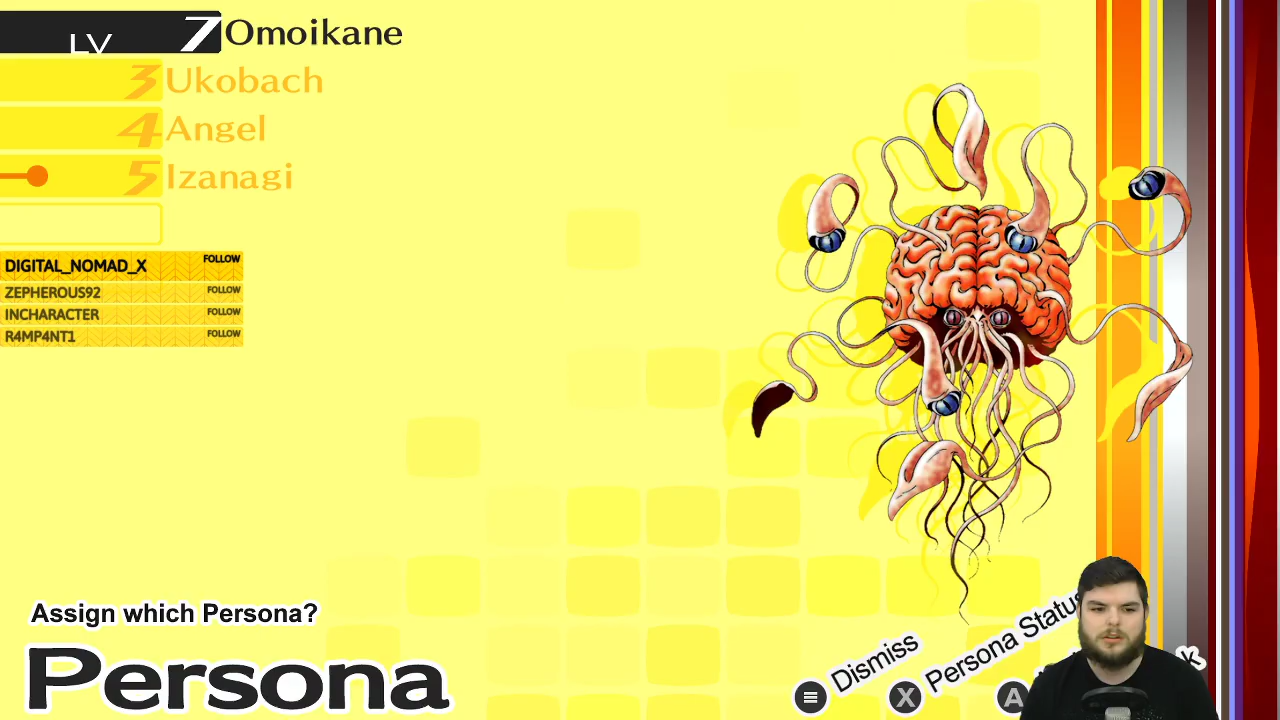 LV 7 Omoikane
3 Ukobach
4 Angel
5 Izanagi
DIGITAL_NOMAD_X FOLLOW
ZEPHEROUS92 FOLLOW
INCHARACTER FOLLOW
R4MP4NT1 FOLLOW
Assign which Persona?
Persona
Dismiss
X Persona Status
A